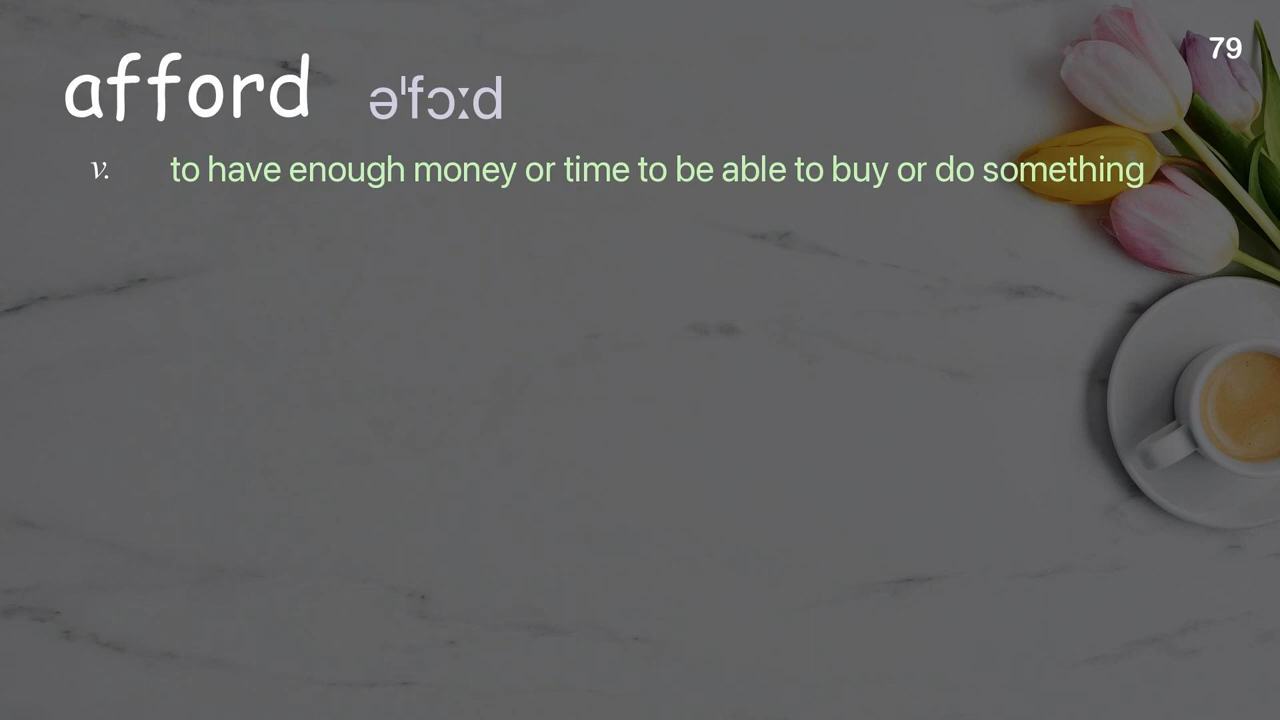 79
afford əˈfɔːd
v. to have enough money or time to be able to buy or do something